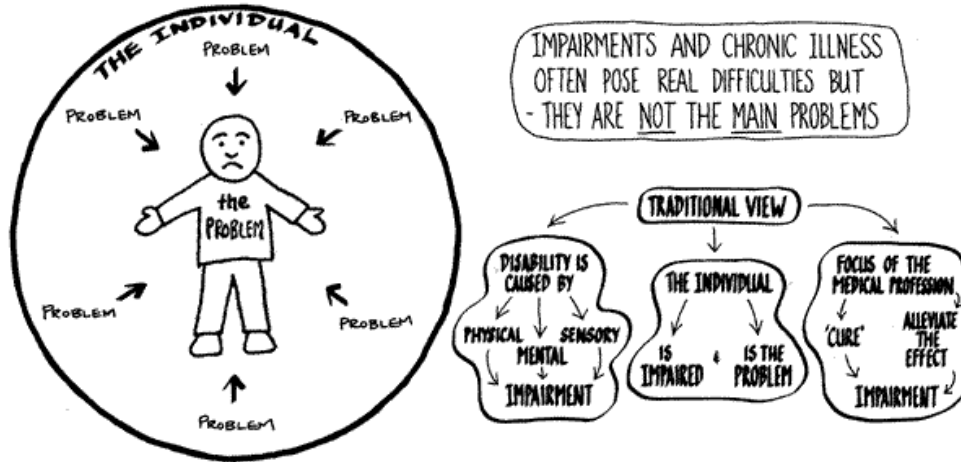 THE INDIVIDUAL
PROBLEM
PROBLEM
PROBLEM
the
PROBLEM
PROBLEM
PROBLEM
PROBLEM
IMPAIRMENTS AND CHRONIC ILLNESS
OFTEN POSE REAL DIFFICULTIES BUT
- THEY ARE NOT THE MAIN PROBLEMS
TRADITIONAL VIEW
DISABILITY IS
CAUSED BY
PHYSICAL SENSORY
MENTAL
IMPAIRMENT
THE INDIVIDUAL
IS & IS THE
IMPAIRED PROBLEM
FOCUS OF THE
MEDICAL PROFESSION
'CURE'
ALLEVIATE
THE
EFFECT
IMPAIRMENT